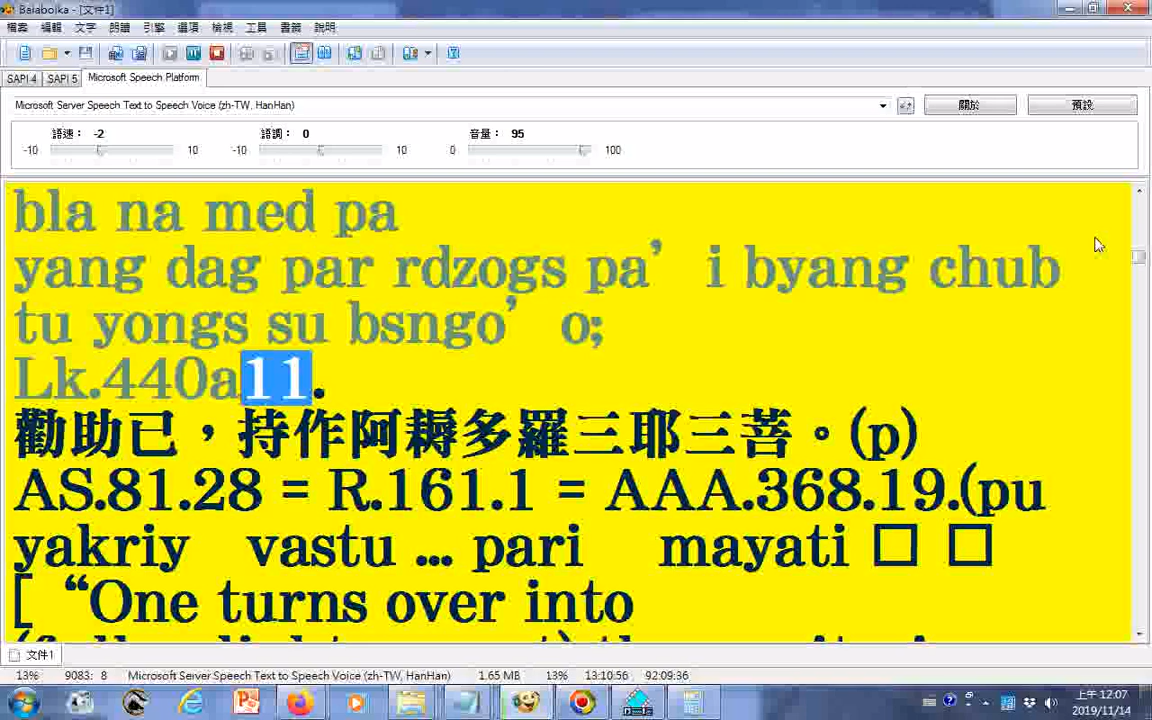 Balabolka - [文件1]
檔案 編輯 文字 朗讀 引擎 選項 檢視 工具 書籤 說明
SAPI 4 SAPI 5 Microsoft Speech Platform
Microsoft Server Speech Text to Speech Voice (zh-TW, HanHan) 關於 預設
語速： -2 語調： 0 音量： 95
-10 10 -10 10 0 100
bla na med pa
yang dag par rdzogs pa’ i byang chub
tu yongs su bsngo’ o;
Lk.440a11.
勸助已，持作阿耨多羅三耶三菩。(p)
AS.81.28 = R.161.1 = AAA.368.19.(pu
yakriy vastu ... pari mayati □ □
[ “One turns over into
文件1
13% 9083: 8 Microsoft Server Speech Text to Speech Voice (zh-TW, HanHan) 1.65 MB 13% 13:10:56 92:09:36
上午 12:07
2019/11/14